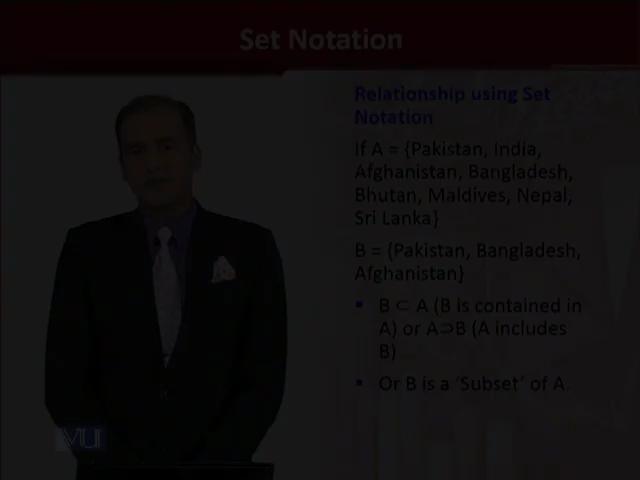 Set Notation
Relationship using Set
Notation
If A = {Pakistan, India,
Afghanistan, Bangladesh,
Bhutan, Maldives, Nepal,
Sri Lanka}
B = {Pakistan, Bangladesh,
Afghanistan}
▪ B ⊂ A (B is contained in
A) or A⊃B (A includes
B)
▪ Or B is a ‘Subset’ of A.
VU